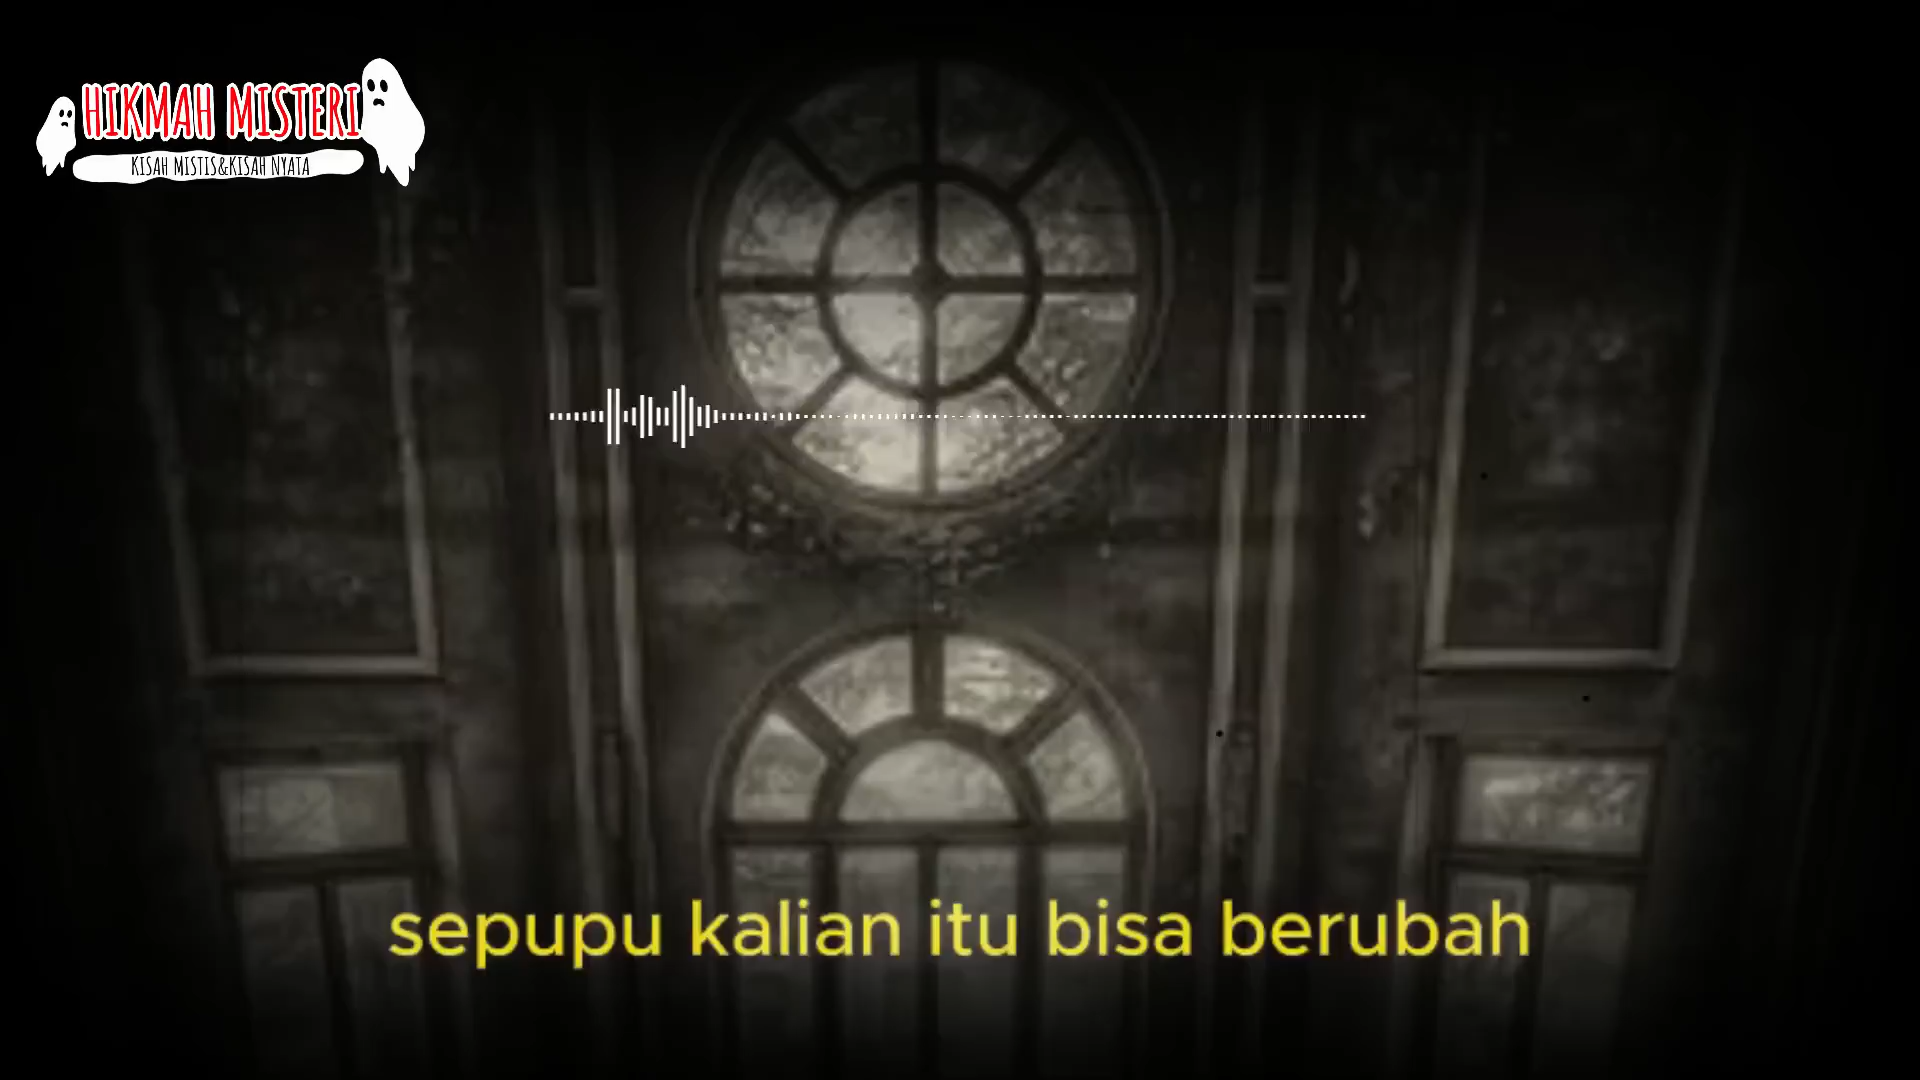 HIKMAH MISTERI
KISAH MISTIS&KISAH NYATA
sepupu kalian itu bisa berubah